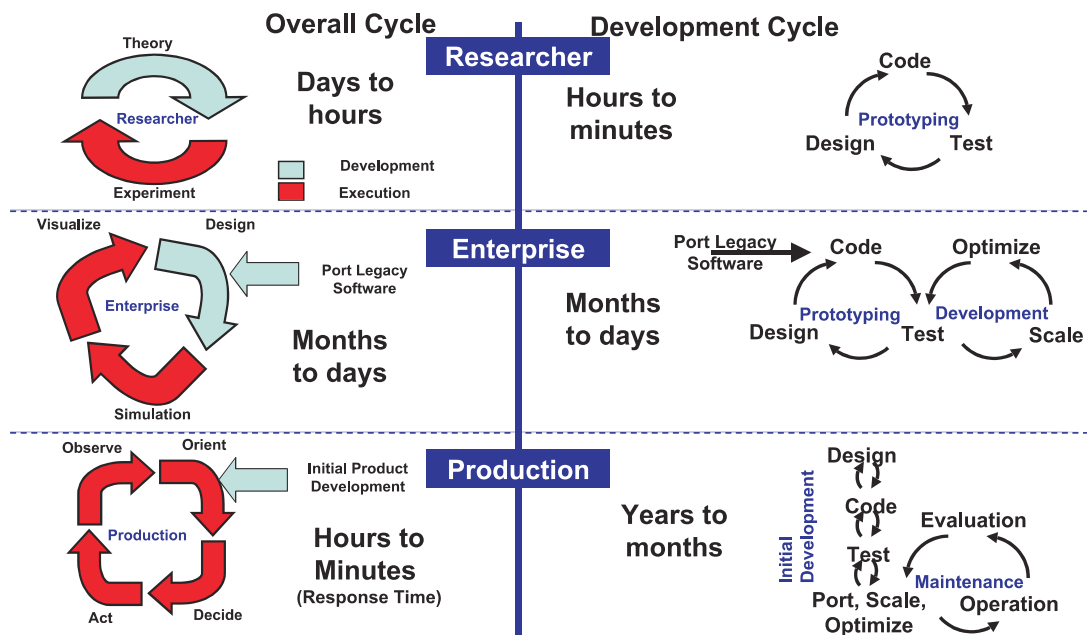 Overall Cycle
Development Cycle
Researcher
Theory
Researcher
Experiment
Days to
hours
Development
Execution
Hours to
minutes
Code
Prototyping
Design
Test
Enterprise
Visualize
Design
Enterprise
Port Legacy
Software
Simulation
Months
to days
Months
to days
Port Legacy
Software
Code
Optimize
Prototyping
Development
Design
Test
Scale
Production
Observe
Orient
Initial Product
Development
Production
Act
Decide
Hours to
Minutes
(Response Time)
Years to
months
Initial
Development
Design
Code
Test
Port, Scale,
Optimize
Evaluation
Maintenance
Operation